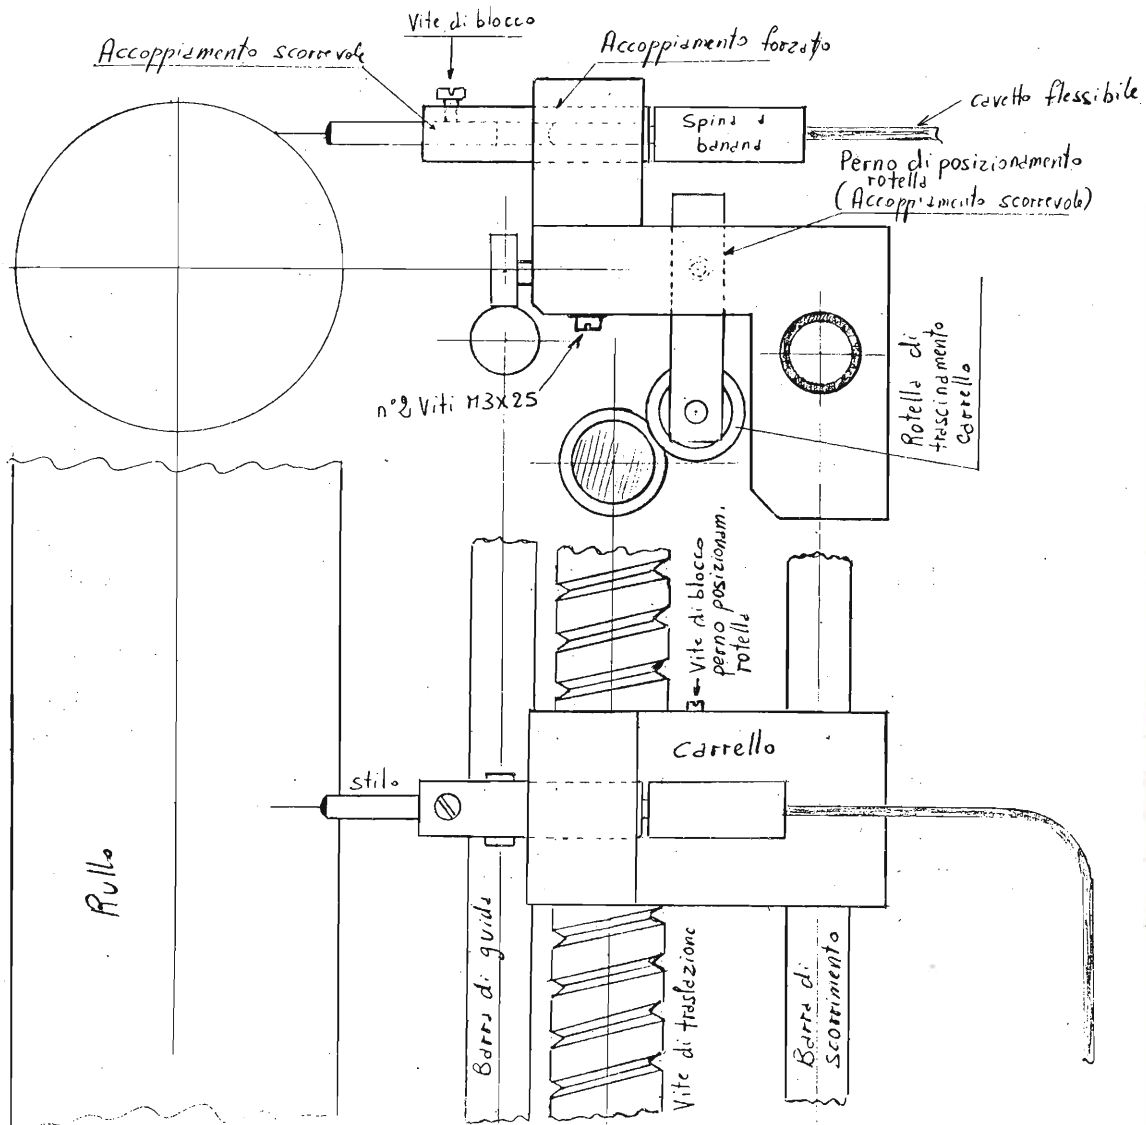 Vite di blocco
Accoppiamento scorrevole
Accoppiamento forzato
cavetto flessibile
Spina a
banana
Perno di posizionamento
rotella
(Accoppiamento scorrevole)
n°2 Viti M3x25
Rotella di
trascinamento
carrello
Vite di blocco
perno posizionam.
rotella
carrello
stilo
Rullo
Barra di guida
Vite di traslazione
Barra di
scorrimento